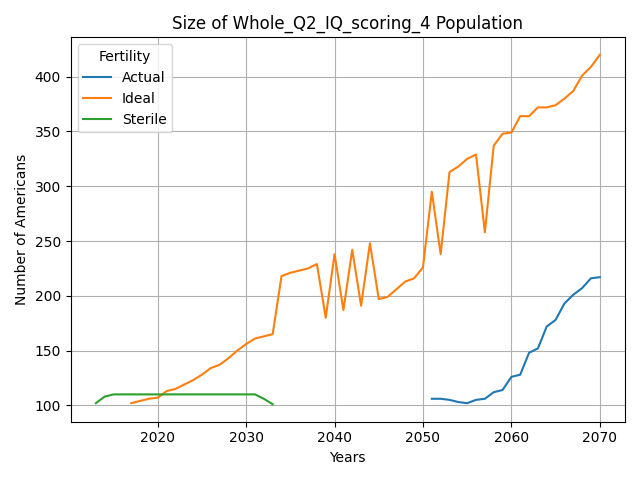 Size of Whole_Q2_IQ_scoring_4 Population
Fertility
Actual
Ideal
Sterile
Number of Americans
400
350
300
250
200
150
100
2020
2030
2040
2050
2060
2070
Years